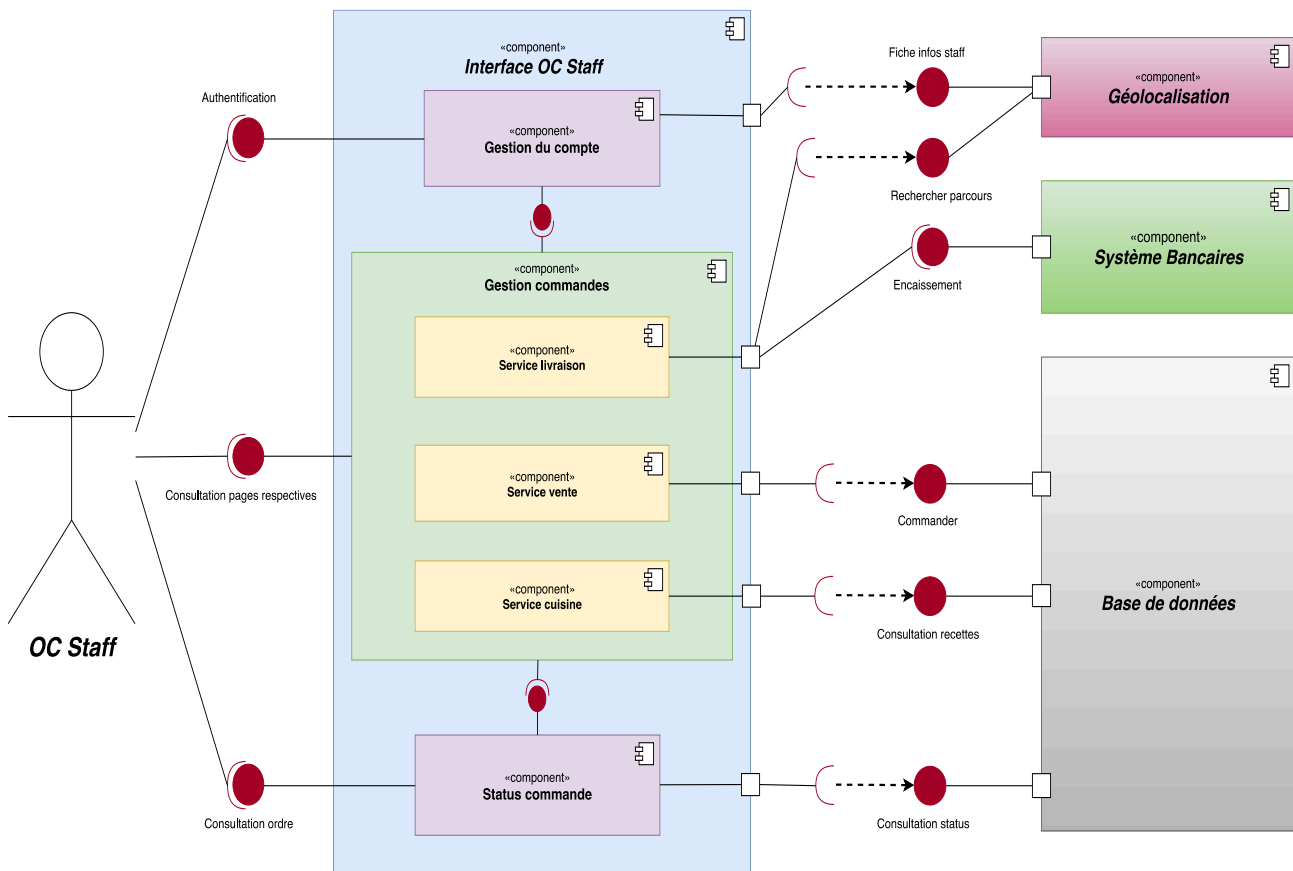 «component»
Interface OC Staff
Authentification
«component»
Gestion du compte
Fiche infos staff
«component»
Géolocalisation
Rechercher parcours
«component»
Système Bancaires
Encaissement
«component»
Gestion commandes
«component»
Service livraison
Consultation pages respectives
«component»
Service vente
Commander
«component»
Service cuisine
Consultation recettes
«component»
Base de données
OC Staff
«component»
Status commande
Consultation ordre
Consultation status